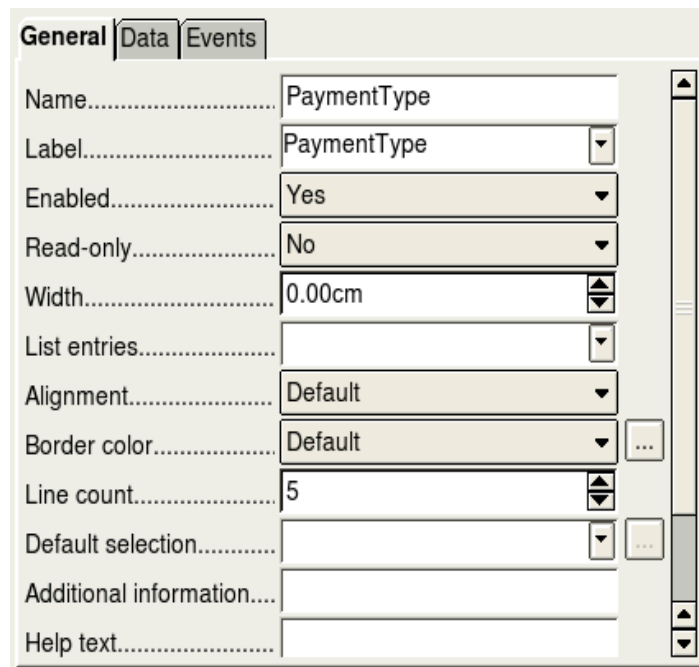 General Data Events
Name............................ PaymentType
Label............................ PaymentType
Enabled........................ Yes
Read-only..................... No
Width............................ 0.00cm
List entries.....................
Alignment..................... Default
Border color.................. Default ...
Line count..................... 5
Default selection............ ...
Additional information....
Help text.......................